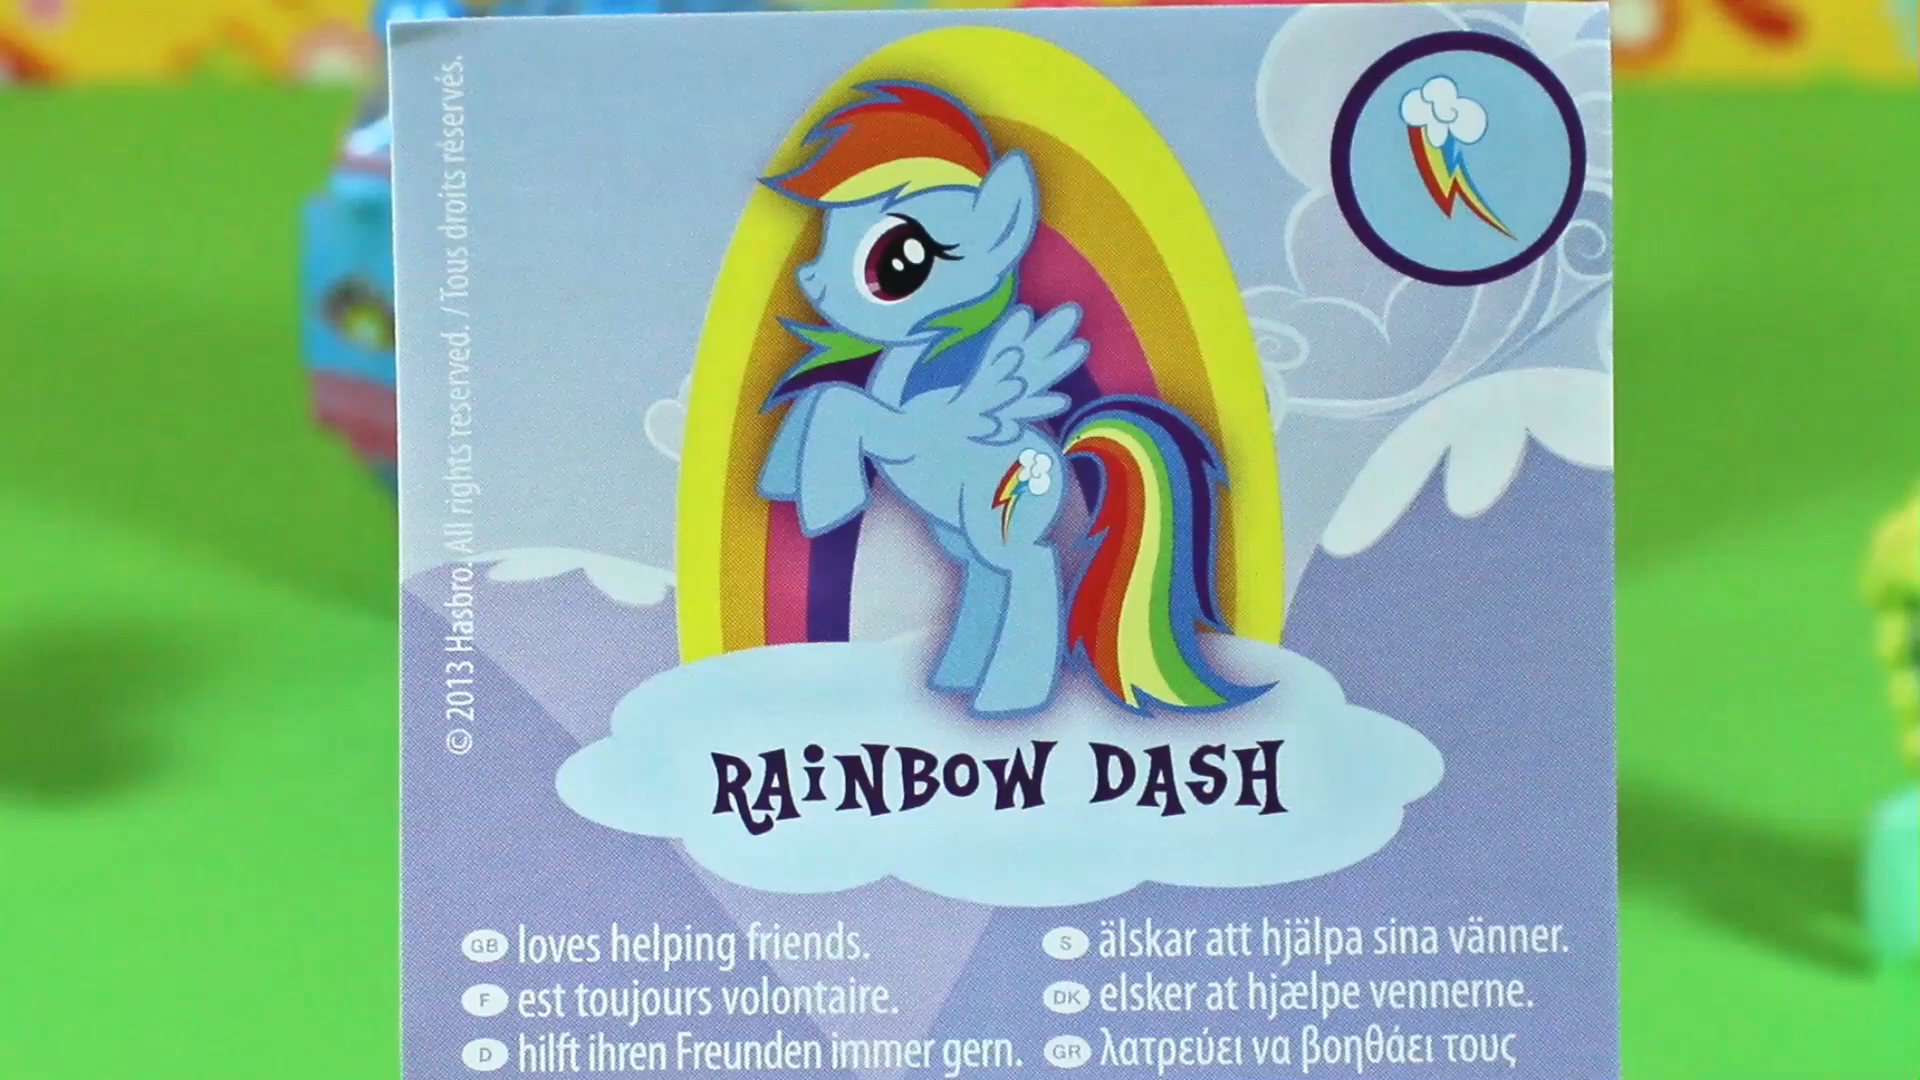 © 2013 Hasbro. All rights reserved. / Tous droits réservés.
RAiNBOW DASH
GB loves helping friends.
F est toujours volontaire.
D hilft ihren Freunden immer gern.
S älskar att hjälpa sina vänner.
DK elsker at hjælpe vennerne.
GR λατρεύει να βοηθάει τους